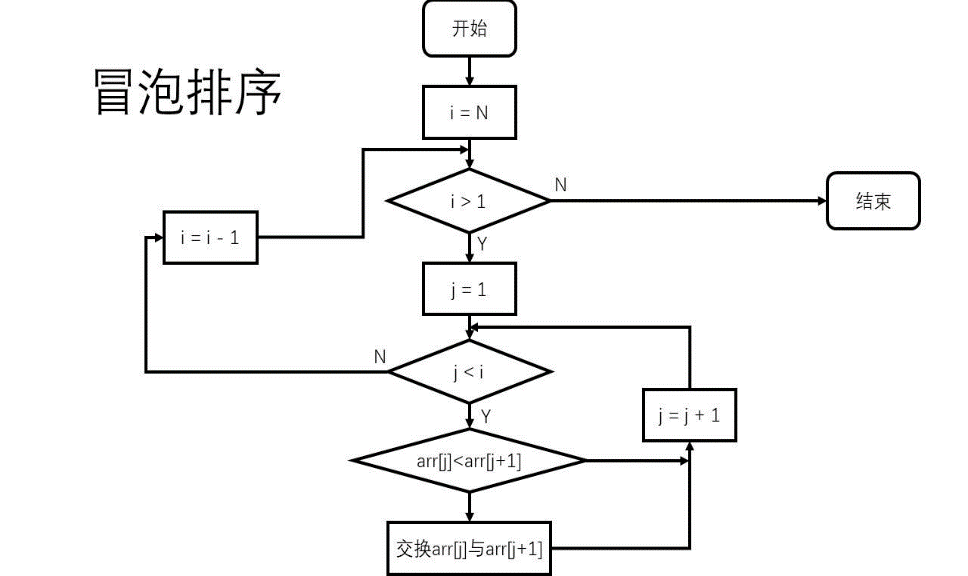 开始
冒泡排序
i = N
i > 1
N
结束
i = i - 1
Y
j = 1
N
j < i
Y
j = j + 1
arr[j]<arr[j+1]
交换arr[j]与arr[j+1]